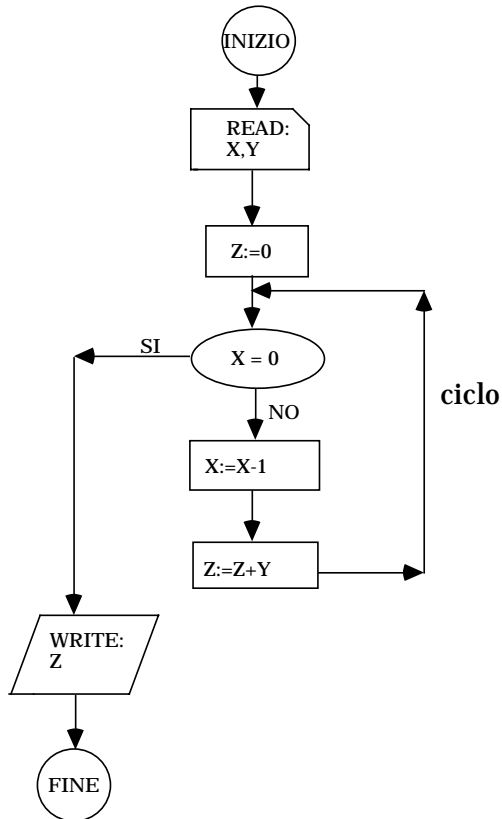 INIZIO
READ:
X,Y
Z:=0
X = 0
SI
NO
ciclo
X:=X-1
Z:=Z+Y
WRITE:
Z
FINE